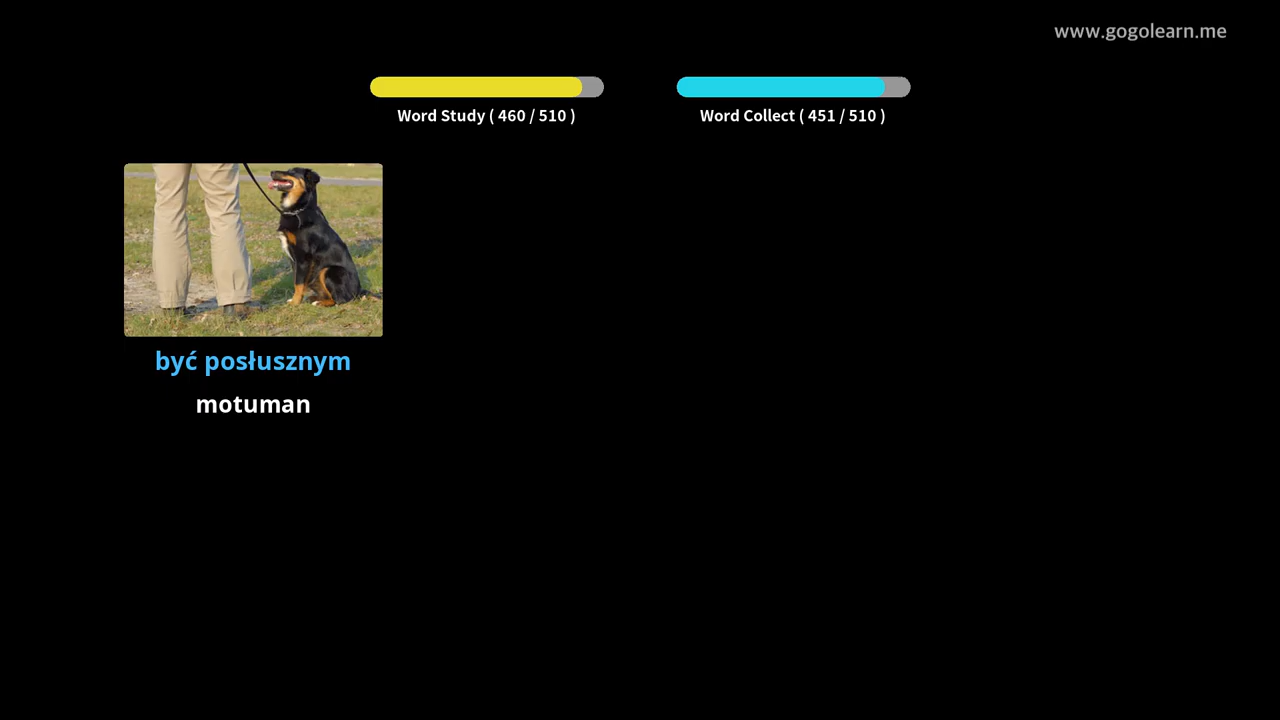 www.gogolearn.me
Word Study ( 460 / 510 )
Word Collect ( 451 / 510 )
być posłusznym
motuman